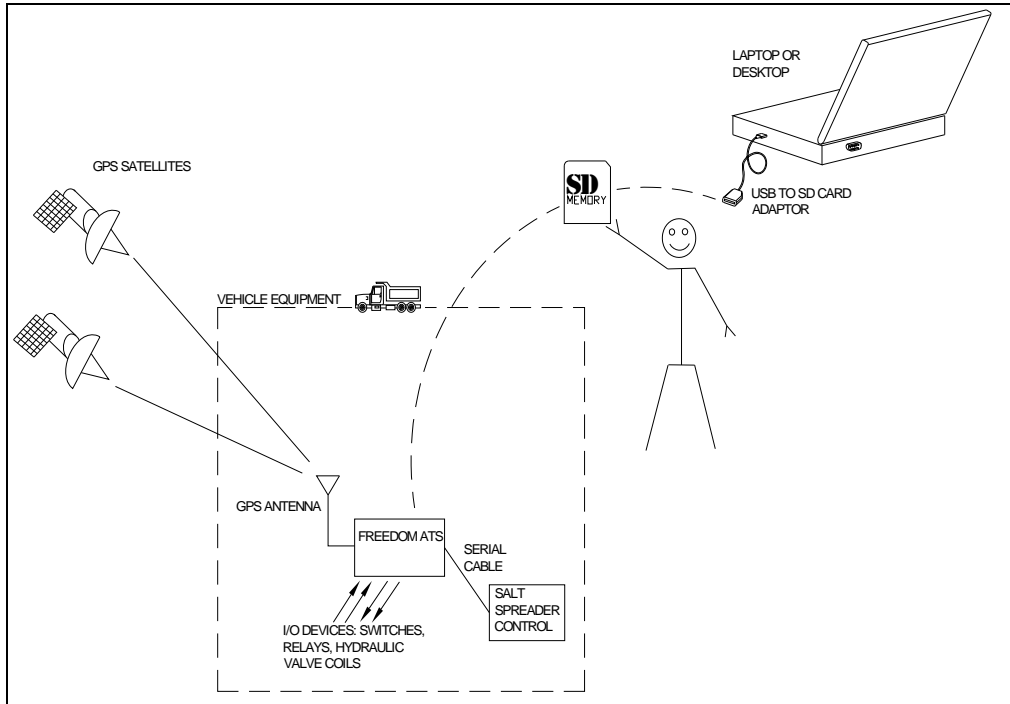 LAPTOP OR
DESKTOP
GPS SATELLITES
SD
MEMORY
USB TO SD CARD
ADAPTOR
VEHICLE EQUIPMENT
GPS ANTENNA
FREEDOM ATS
SERIAL
CABLE
SALT
SPREADER
CONTROL
I/O DEVICES: SWITCHES,
RELAYS, HYDRAULIC
VALVE COILS